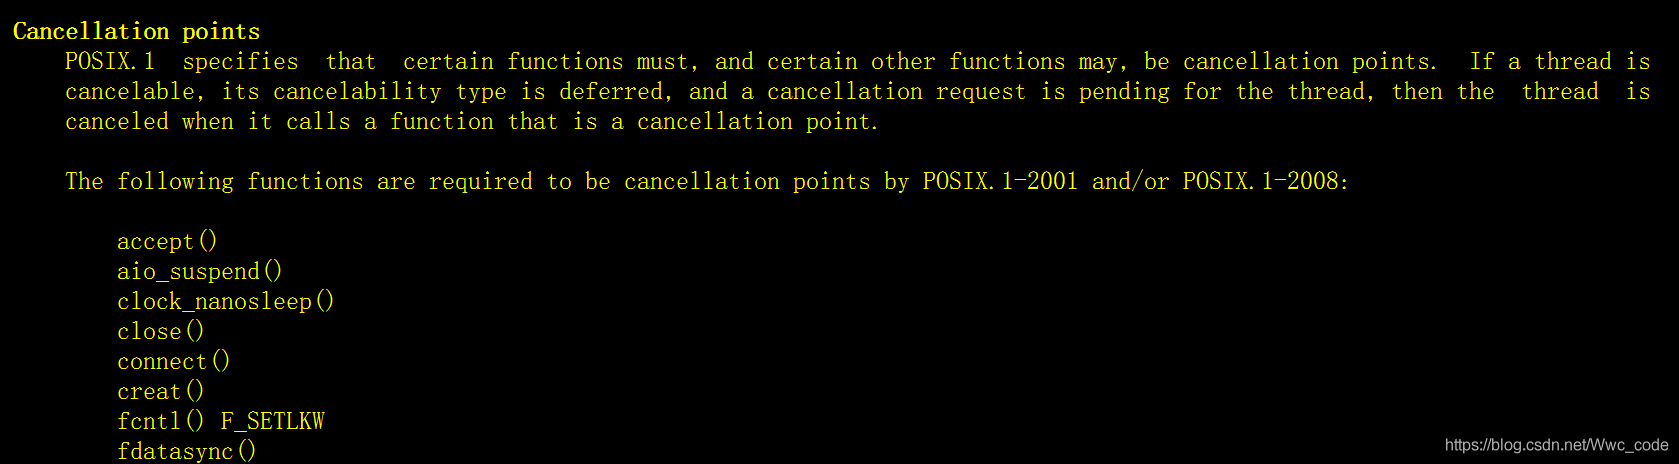 Cancellation points
POSIX.1 specifies that certain functions must, and certain other functions may, be cancellation points. If a thread is
cancelable, its cancelability type is deferred, and a cancellation request is pending for the thread, then the thread is
canceled when it calls a function that is a cancellation point.
The following functions are required to be cancellation points by POSIX.1-2001 and/or POSIX.1-2008:
accept()
aio_suspend()
clock_nanosleep()
close()
connect()
creat()
fcntl() F_SETLKW
fdatasync()
https://blog.csdn.net/Wwc_code